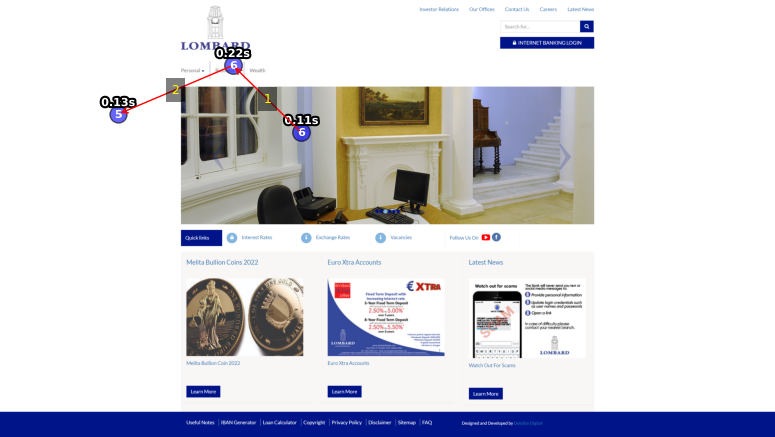 Investor Relations Our Offices Contact Us Careers Latest News
Search for...
INTERNET BANKING LOGIN
LOMBARD
0.22s
6
Personal Wealth
2
1
0.13s
5
0.11s
6
Quick links Interest Rates Exchange Rates Vacancies Follow Us On
Melita Bullion Coins 2022 Euro Xtra Accounts Latest News
Watch out for scams
The Bank will never send you text or
social media messages to:
Provide personal information
Update login credentials such
as user names and passwords
Open a link
In case of difficulty please
contact your nearest branch.
LOMBARD
€XTRA
Fixed Term Deposit with
increasing interest rate
2-Year Fixed Term Deposit
2.50%
5.00%
2.50%
5.50%
LOMBARD
Melita Bullion Coin 2022 Euro Xtra Accounts Watch Out For Scams
Learn More Learn More Learn More
Useful Notes IBAN Generator Loan Calculator Copyright Privacy Policy Disclaimer Sitemap FAQ Designed and Developed by Deloitte Digital